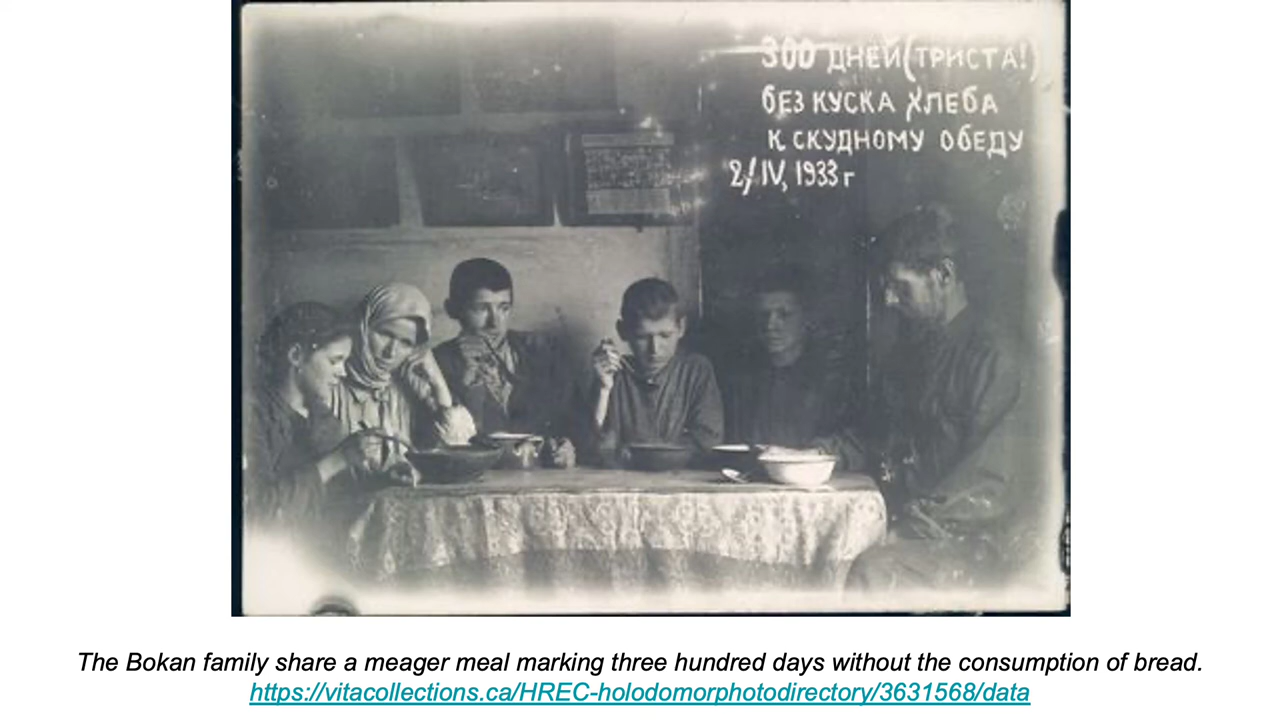 300 ДНЕЙ (ТРИСТА!)
БЕЗ КУСКА ХЛЕБА
К СКУДНОМУ ОБЕДУ
2/IV, 1933 г
The Bokan family share a meager meal marking three hundred days without the consumption of bread.
https://vitacollections.ca/HREC-holodomorphotodirectory/3631568/data